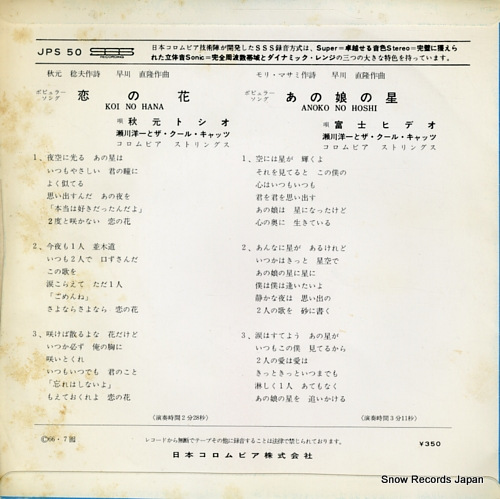 JPS 50 SSS RECORDING
日本コロムビア技術陣が開発したSSS録音方式は、Super=卓越せる音色Stereo=完璧に捉えら
れた立体音Sonic=完全周波数帯域とダイナミック・レンジの三つの大きな特色を持っています。
秋元 稔夫作詩 早川 直隆作曲
ポピュラーソング 恋の花
KOI NO HANA
唄 秋元トシオ
瀬川洋一とザ・クール・キャッツ
コロムビア ストリングス
1、夜空に光る あの星は
いつもやさしい 君の瞳に
よく似てる
思い出すんだ あの夜を
「本当は好きだったんだよ」
2度と咲かない 恋の花
2、今夜も1人 並木道
いつも2人で 口ずさんだ
この歌を
涙こらえて ただ1人
「ごめんね」
さよならさよなら 恋の花
3、咲けば散るよな 花だけど
いつか必ず 俺の胸に
咲いとくれ
いつもいつでも 君のこと
「忘れはしないよ」
もえておくれよ 恋の花
(演奏時間2分28秒)
モリ・マサミ作詩 早川 直隆作曲
ポピュラーソング あの娘の星
ANOKO NO HOSHI
唄 富士ヒデオ
瀬川洋一とザ・クール・キャッツ
コロムビア ストリングス
1、空には星が 輝くよ
それを見てると この僕の
心はいつもいつも
君を君を思い出す
あの娘は 星になったけど
心の奥に 生きている
2、あんなに星が あるけれど
いつかはきっと 星空で
あの娘の星に星に
僕は僕は逢いたいよ
静かな夜は 思い出の
2人の歌を 砂に書く
3、涙はすてよう あの星が
いつもこの僕 見てるから
2人の愛は愛は
きっときっといつまでも
淋しく1人 あてもなく
あの娘の星を 追いかける
(演奏時間3分11秒)
Ⓒ66・7
レコードから無断でテープその他に録音することは法律で禁じられております。
¥350
日本コロムビア株式会社
Snow Records Japan